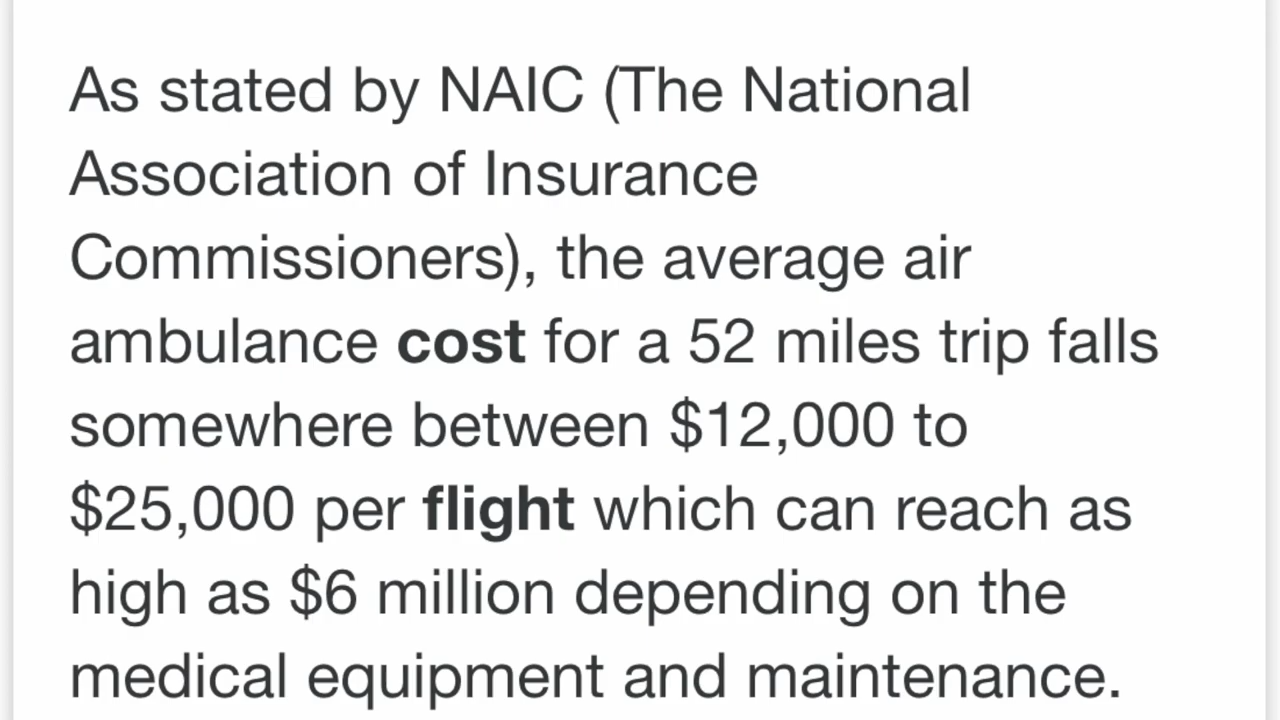 As stated by NAIC (The National
Association of Insurance
Commissioners), the average air
ambulance cost for a 52 miles trip falls
somewhere between $12,000 to
$25,000 per flight which can reach as
high as $6 million depending on the
medical equipment and maintenance.